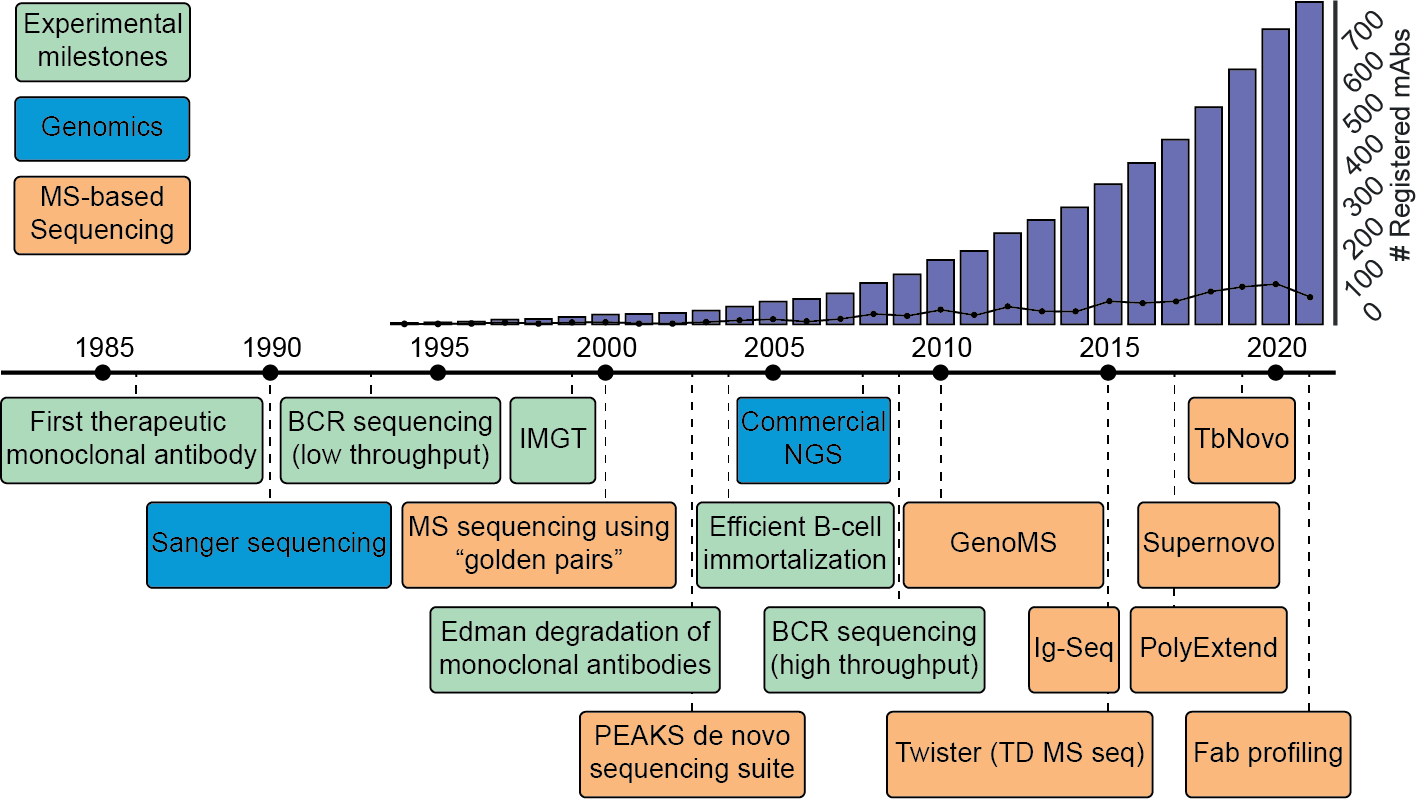 Experimental
milestones
Genomics
MS-based
Sequencing
700
600
500
400
300
200
100
0
# Registered mAbs
1985
1990
1995
2000
2005
2010
2015
2020
First therapeutic
monoclonal antibody
BCR sequencing
(low throughput)
IMGT
Commercial
NGS
TbNovo
Sanger sequencing
MS sequencing using
“golden pairs”
Efficient B-cell
immortalization
GenoMS
Supernovo
Edman degradation of
monoclonal antibodies
BCR sequencing
(high throughput)
Ig-Seq
PolyExtend
PEAKS de novo
sequencing suite
Twister (TD MS seq)
Fab profiling